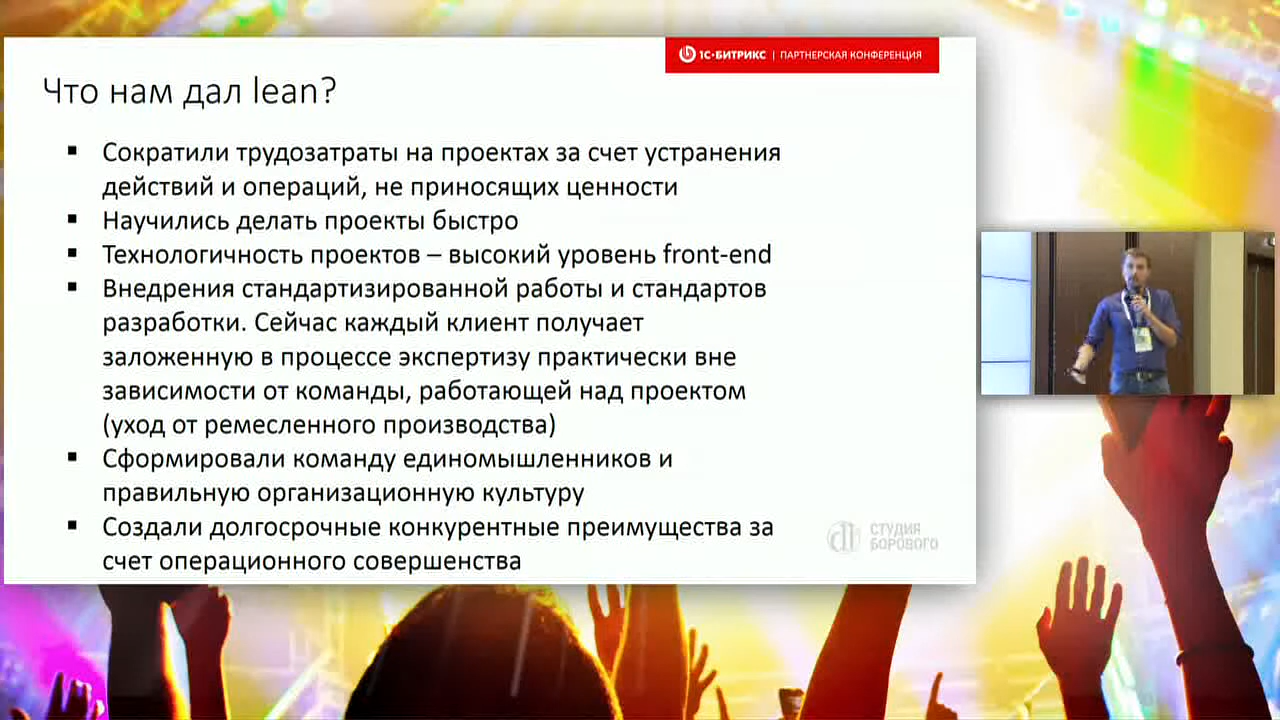 1С-БИТРИКС | ПАРТНЕРСКАЯ КОНФЕРЕНЦИЯ
Что нам дал lean?
▪ Сократили трудозатраты на проектах за счет устранения
действий и операций, не приносящих ценности
▪ Научились делать проекты быстро
▪ Технологичность проектов – высокий уровень front-end
▪ Внедрения стандартизированной работы и стандартов
разработки. Сейчас каждый клиент получает
заложенную в процессе экспертизу практически вне
зависимости от команды, работающей над проектом
(уход от ремесленного производства)
▪ Сформировали команду единомышленников и
правильную организационную культуру
▪ Создали долгосрочные конкурентные преимущества за
счет операционного совершенства
СТУДИЯ
БОРОВОГО